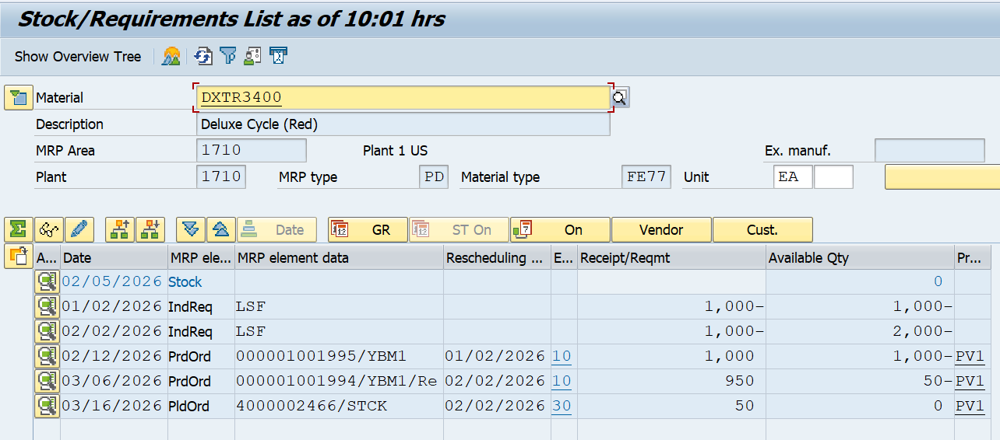 Stock/Requirements List as of 10:01 hrs
Show Overview Tree
Material DXTR3400
Description Deluxe Cycle (Red)
MRP Area 1710 Plant 1 US Ex. manuf.
Plant 1710 MRP type PD Material type FE77 Unit EA
Date GR ST On On Vendor Cust.
A... Date MRP ele... MRP element data Rescheduling ... E... Receipt/Reqmt Available Qty Pr...
02/05/2026 Stock 0
01/02/2026 IndReq LSF 1,000- 1,000-
02/02/2026 IndReq LSF 1,000- 2,000-
02/12/2026 PrdOrd 000001001995/YBM1 01/02/2026 10 1,000 1,000- PV1
03/06/2026 PrdOrd 000001001994/YBM1/Re 02/02/2026 10 950 50- PV1
03/16/2026 PldOrd 4000002466/STCK 02/02/2026 30 50 0 PV1